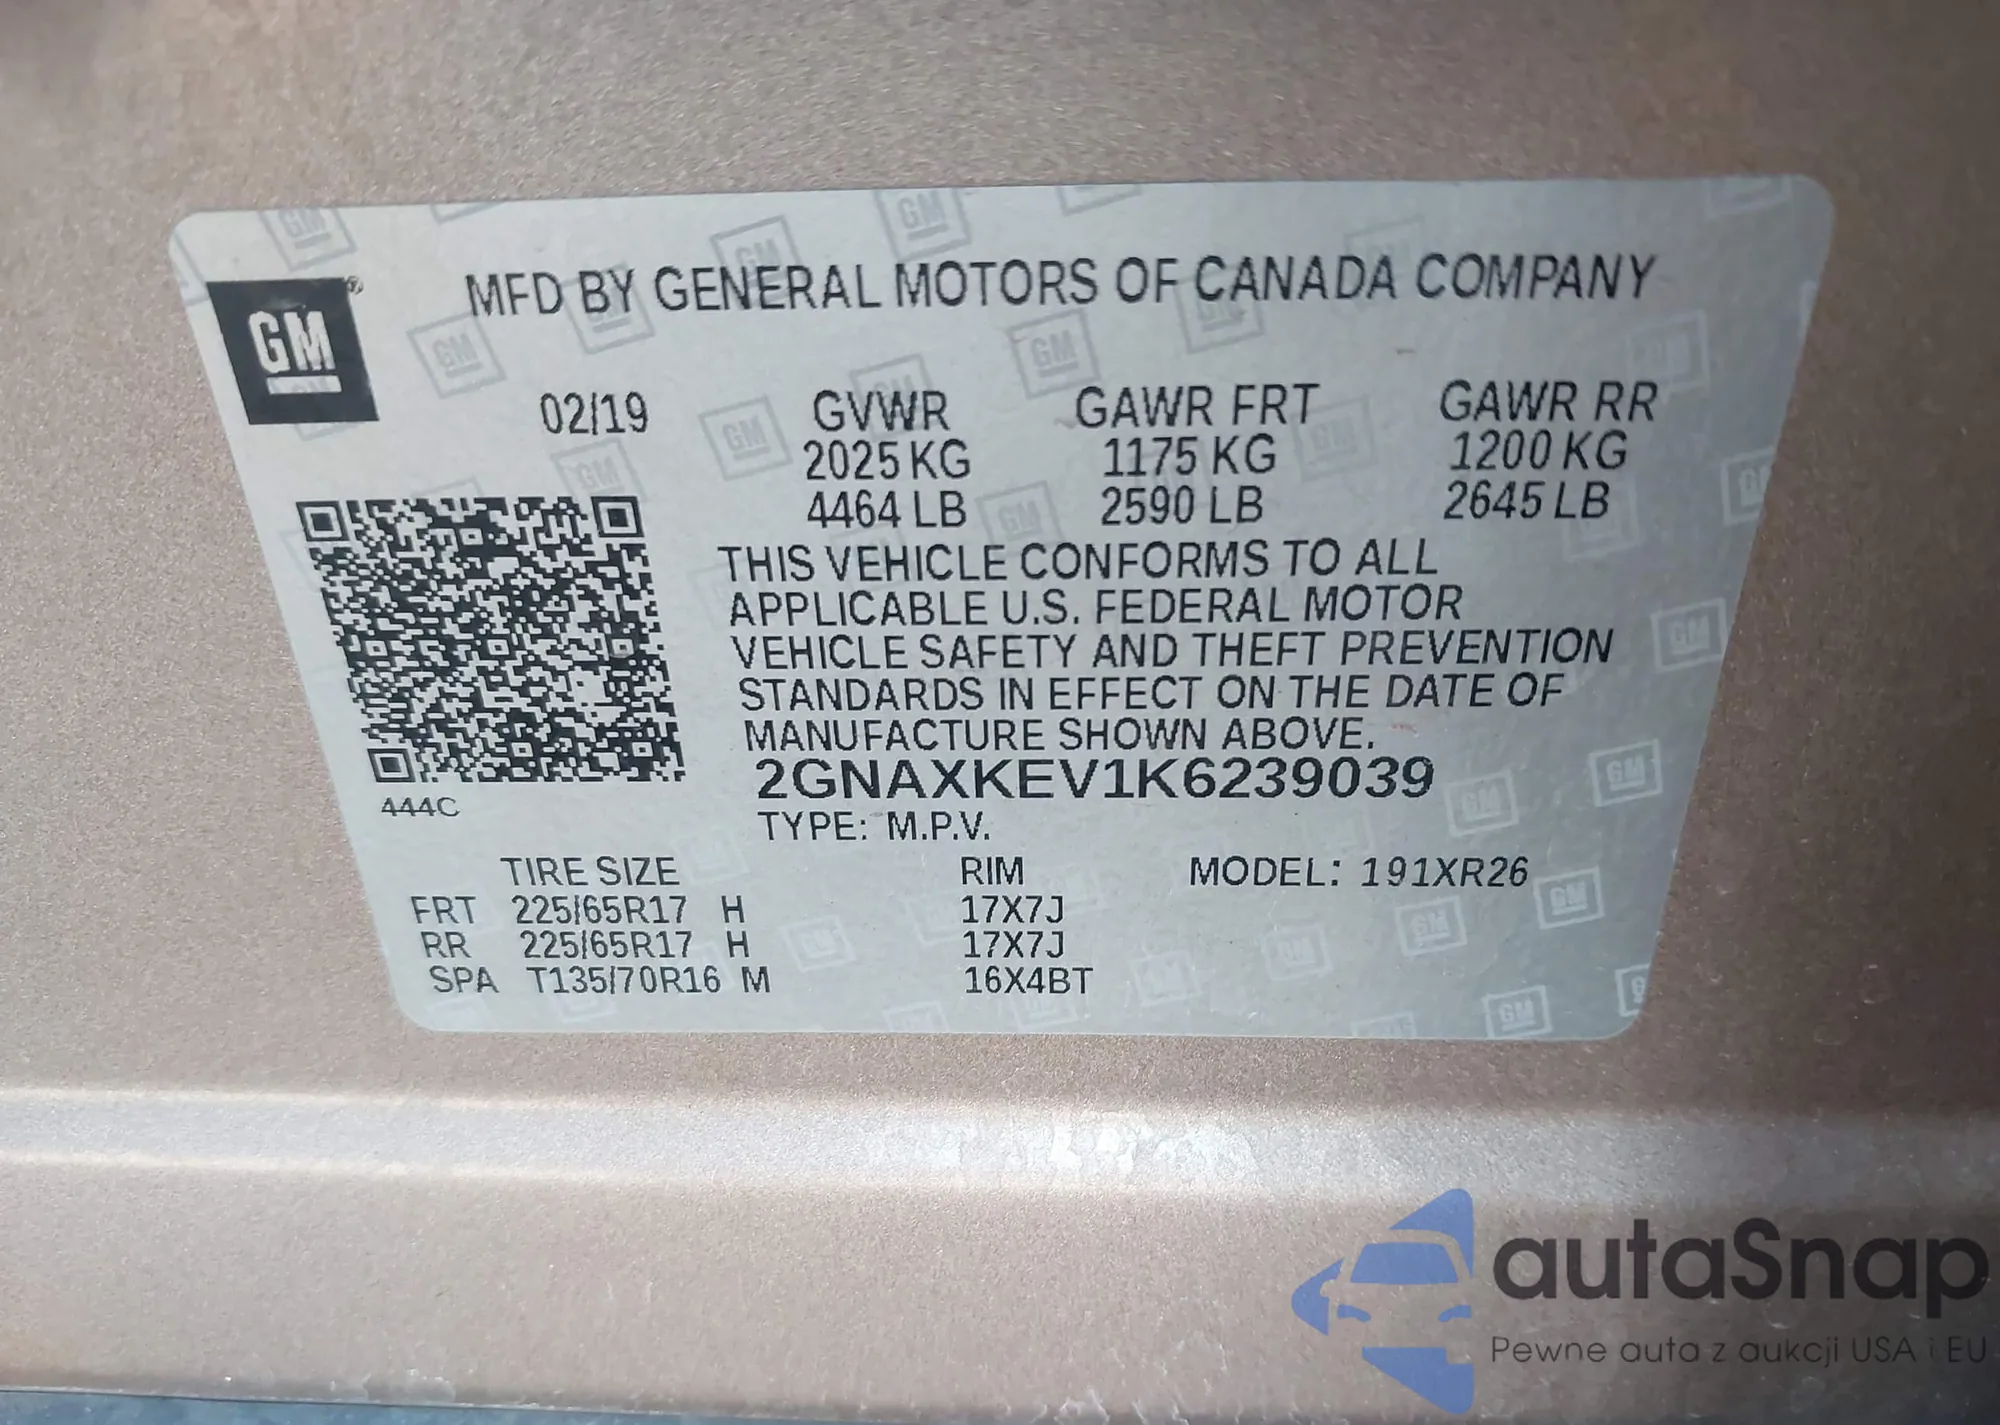 GM®
MFD BY GENERAL MOTORS OF CANADA COMPANY
02/19 GVWR GAWR FRT GAWR RR
2025 KG 1175 KG 1200 KG
4464 LB 2590 LB 2645 LB
THIS VEHICLE CONFORMS TO ALL
APPLICABLE U.S. FEDERAL MOTOR
VEHICLE SAFETY AND THEFT PREVENTION
STANDARDS IN EFFECT ON THE DATE OF
MANUFACTURE SHOWN ABOVE.
2GNAXKEV1K6239039
444C
TYPE: M.P.V.
TIRE SIZE RIM MODEL: 191XR26
FRT 225/65R17 H 17X7J
RR 225/65R17 H 17X7J
SPA T135/70R16 M 16X4BT
autaSnap
Pewne auta z aukcji USA i EU